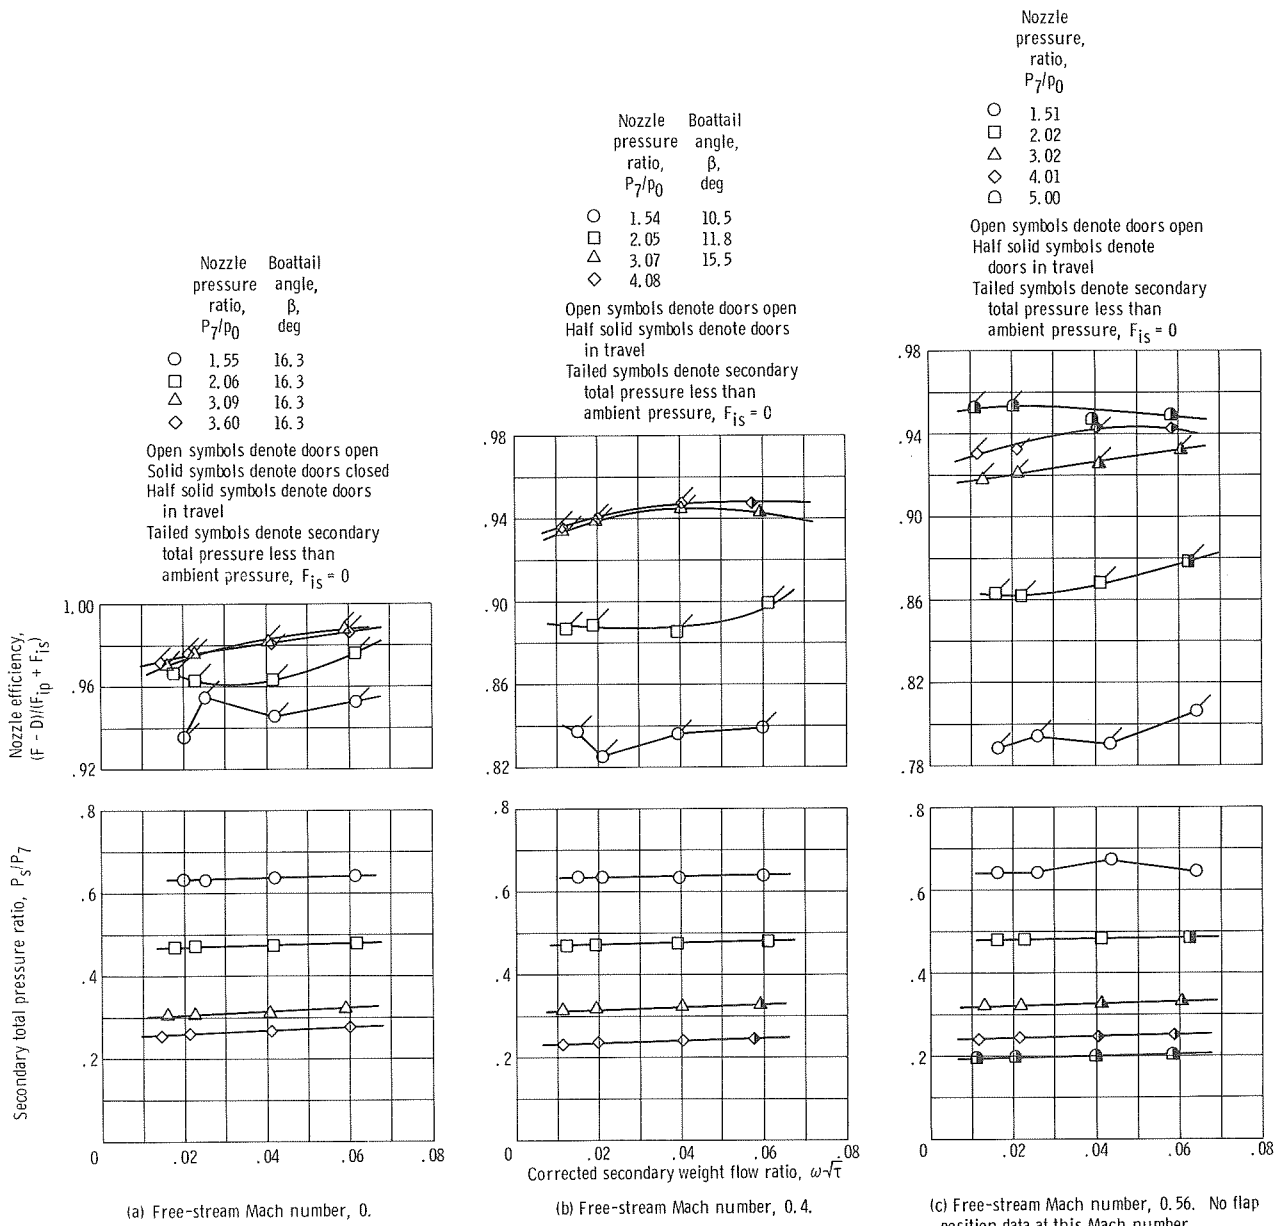 Nozzle
pressure
ratio,
P7/p0
Boattail
angle,
β,
deg
1.55 16.3
2.06 16.3
3.09 16.3
3.60 16.3
Open symbols denote doors open
Solid symbols denote doors closed
Half solid symbols denote doors
in travel
Tailed symbols denote secondary
total pressure less than
ambient pressure, Fis = 0
Nozzle efficiency,
(F - D)/(Fip + Fis)
1.00
.96
.92
Secondary total pressure ratio, Ps/P7
.8
.6
.4
.2
0 .02 .04 .06 .08
(a) Free-stream Mach number, 0.
Nozzle
pressure
ratio,
P7/p0
Boattail
angle,
β,
deg
1.54 10.5
2.05 11.8
3.07 15.5
4.08
Open symbols denote doors open
Half solid symbols denote doors
in travel
Tailed symbols denote secondary
total pressure less than
ambient pressure, Fis = 0
.98
.94
.90
.86
.82
.8
.6
.4
.2
0 .02 .04 .06 .08
Corrected secondary weight flow ratio, ω√τ
(b) Free-stream Mach number, 0.4.
Nozzle
pressure,
ratio,
P7/p0
1.51
2.02
3.02
4.01
5.00
Open symbols denote doors open
Half solid symbols denote
doors in travel
Tailed symbols denote secondary
total pressure less than
ambient pressure, Fis = 0
.98
.94
.90
.86
.82
.78
.8
.6
.4
.2
0 .02 .04 .06 .08
(c) Free-stream Mach number, 0.56. No flap
position data at this Mach number.